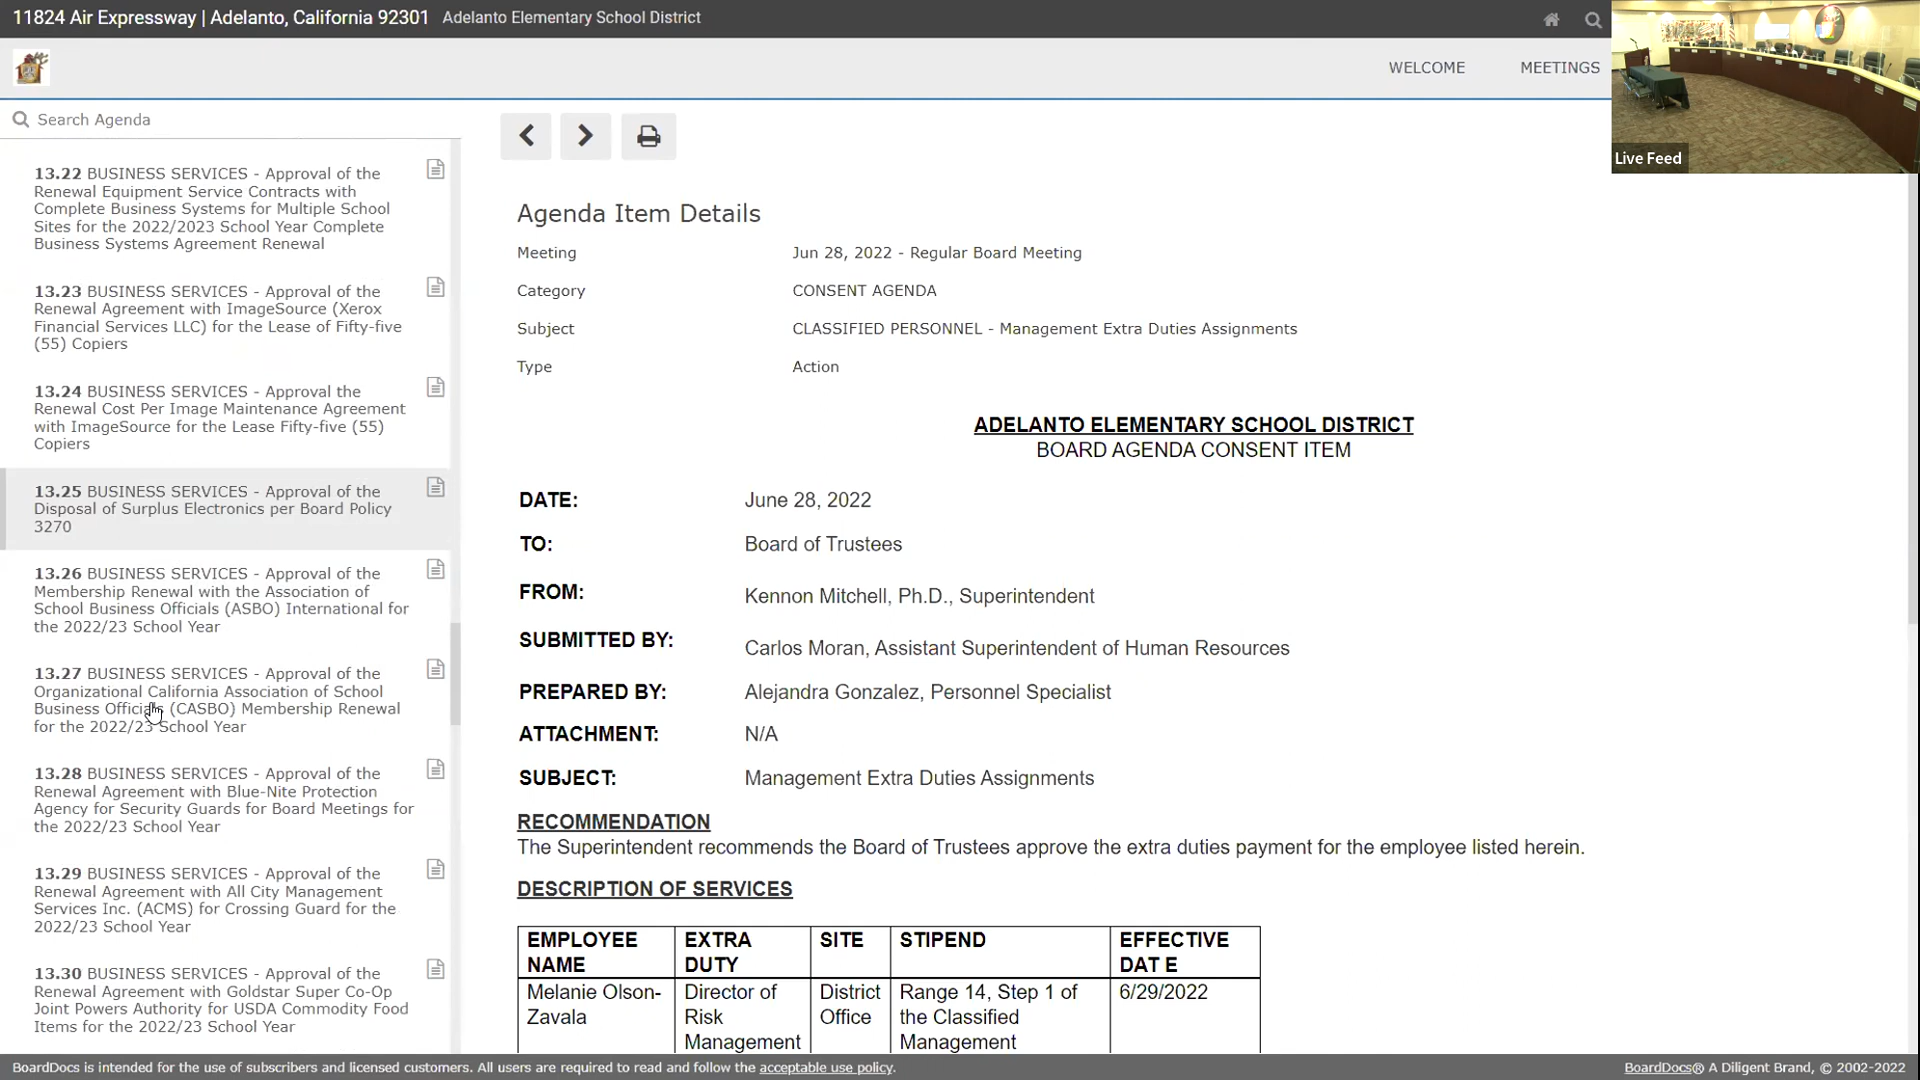 11824 Air Expressway | Adelanto, California 92301 Adelanto Elementary School District
WELCOME MEETINGS
Live Feed
Search Agenda
13.22 BUSINESS SERVICES - Approval of the
Renewal Equipment Service Contracts with
Complete Business Systems for Multiple School
Sites for the 2022/2023 School Year Complete
Business Systems Agreement Renewal
13.23 BUSINESS SERVICES - Approval of the
Renewal Agreement with ImageSource (Xerox
Financial Services LLC) for the Lease of Fifty-five
(55) Copiers
13.24 BUSINESS SERVICES - Approval the
Renewal Cost Per Image Maintenance Agreement
with ImageSource for the Lease Fifty-five (55)
Copiers
13.25 BUSINESS SERVICES - Approval of the
Disposal of Surplus Electronics per Board Policy
3270
13.26 BUSINESS SERVICES - Approval of the
Membership Renewal with the Association of
School Business Officials (ASBO) International for
the 2022/23 School Year
13.27 BUSINESS SERVICES - Approval of the
Organizational California Association of School
Business Officials (CASBO) Membership Renewal
for the 2022/23 School Year
13.28 BUSINESS SERVICES - Approval of the
Renewal Agreement with Blue-Nite Protection
Agency for Security Guards for Board Meetings for
the 2022/23 School Year
13.29 BUSINESS SERVICES - Approval of the
Renewal Agreement with All City Management
Services Inc. (ACMS) for Crossing Guard for the
2022/23 School Year
13.30 BUSINESS SERVICES - Approval of the
Renewal Agreement with Goldstar Super Co-Op
Joint Powers Authority for USDA Commodity Food
Items for the 2022/23 School Year
Agenda Item Details
Meeting Jun 28, 2022 - Regular Board Meeting
Category CONSENT AGENDA
Subject CLASSIFIED PERSONNEL - Management Extra Duties Assignments
Type Action
ADELANTO ELEMENTARY SCHOOL DISTRICT
BOARD AGENDA CONSENT ITEM
DATE: June 28, 2022
TO: Board of Trustees
FROM: Kennon Mitchell, Ph.D., Superintendent
SUBMITTED BY: Carlos Moran, Assistant Superintendent of Human Resources
PREPARED BY: Alejandra Gonzalez, Personnel Specialist
ATTACHMENT: N/A
SUBJECT: Management Extra Duties Assignments
RECOMMENDATION
The Superintendent recommends the Board of Trustees approve the extra duties payment for the employee listed herein.
DESCRIPTION OF SERVICES
EMPLOYEE EXTRA SITE STIPEND EFFECTIVE
NAME DUTY DAT E
Melanie Olson- Director of District Range 14, Step 1 of 6/29/2022
Zavala Risk Office the Classified
Management Management
BoardDocs is intended for the use of subscribers and licensed customers. All users are required to read and follow the acceptable use policy. BoardDocs® A Diligent Brand, © 2002-2022